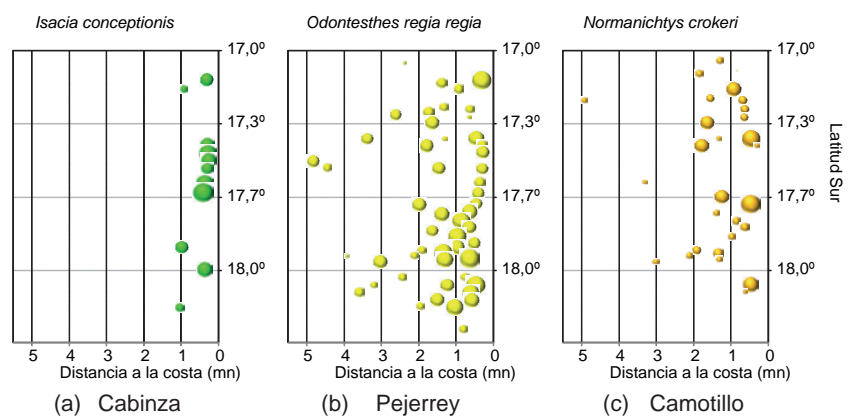 Isacia conceptionis
Odontesthes regia regia
Normanichtys crokeri
17,0º
17,3º
17,7º
18,0º
5 4 3 2 1 0
Distancia a la costa (mn)
(a) Cabinza
17,0º
17,3º
17,7º
18,0º
5 4 3 2 1 0
Distancia a la costa (mn)
(b) Pejerrey
17,0º
17,3º
17,7º
18,0º
Latitud Sur
5 4 3 2 1 0
Distancia a la costa (mn)
(c) Camotillo